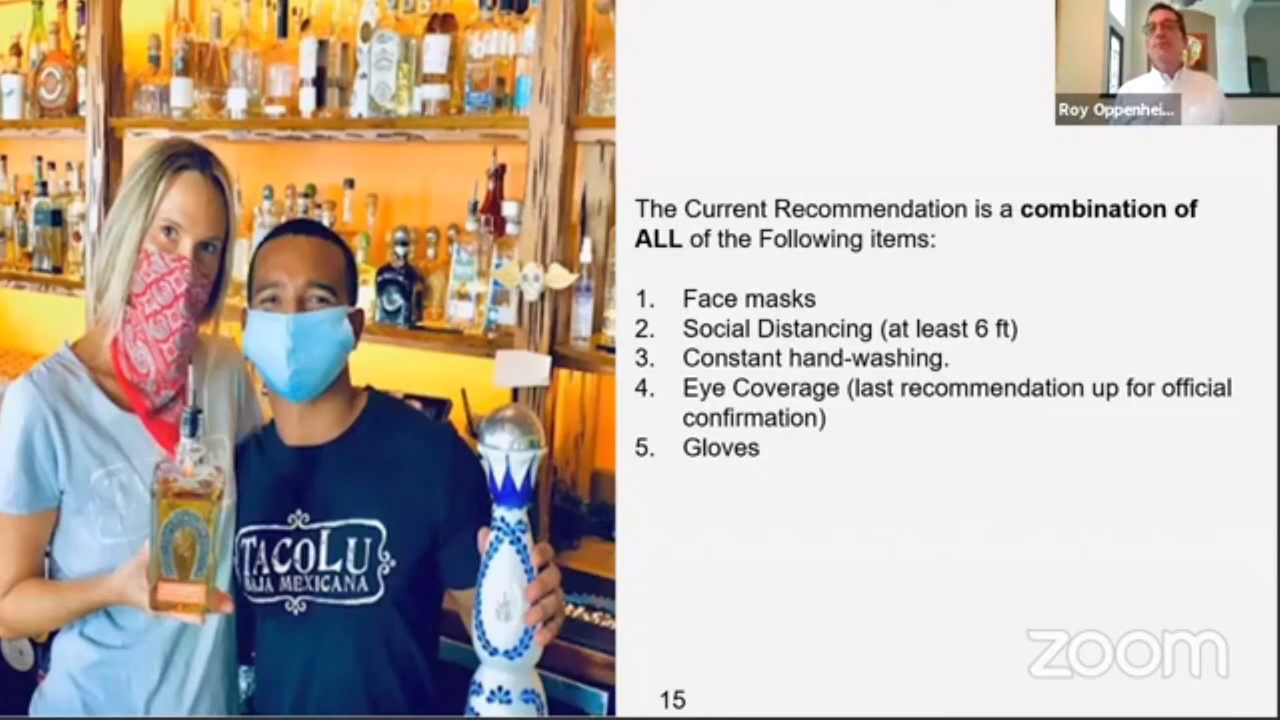 Roy Oppenhei...
The Current Recommendation is a combination of
ALL of the Following items:
1. Face masks
2. Social Distancing (at least 6 ft)
3. Constant hand-washing.
4. Eye Coverage (last recommendation up for official
confirmation)
5. Gloves
TACOLU
BAJA MEXICANA
zoom
15